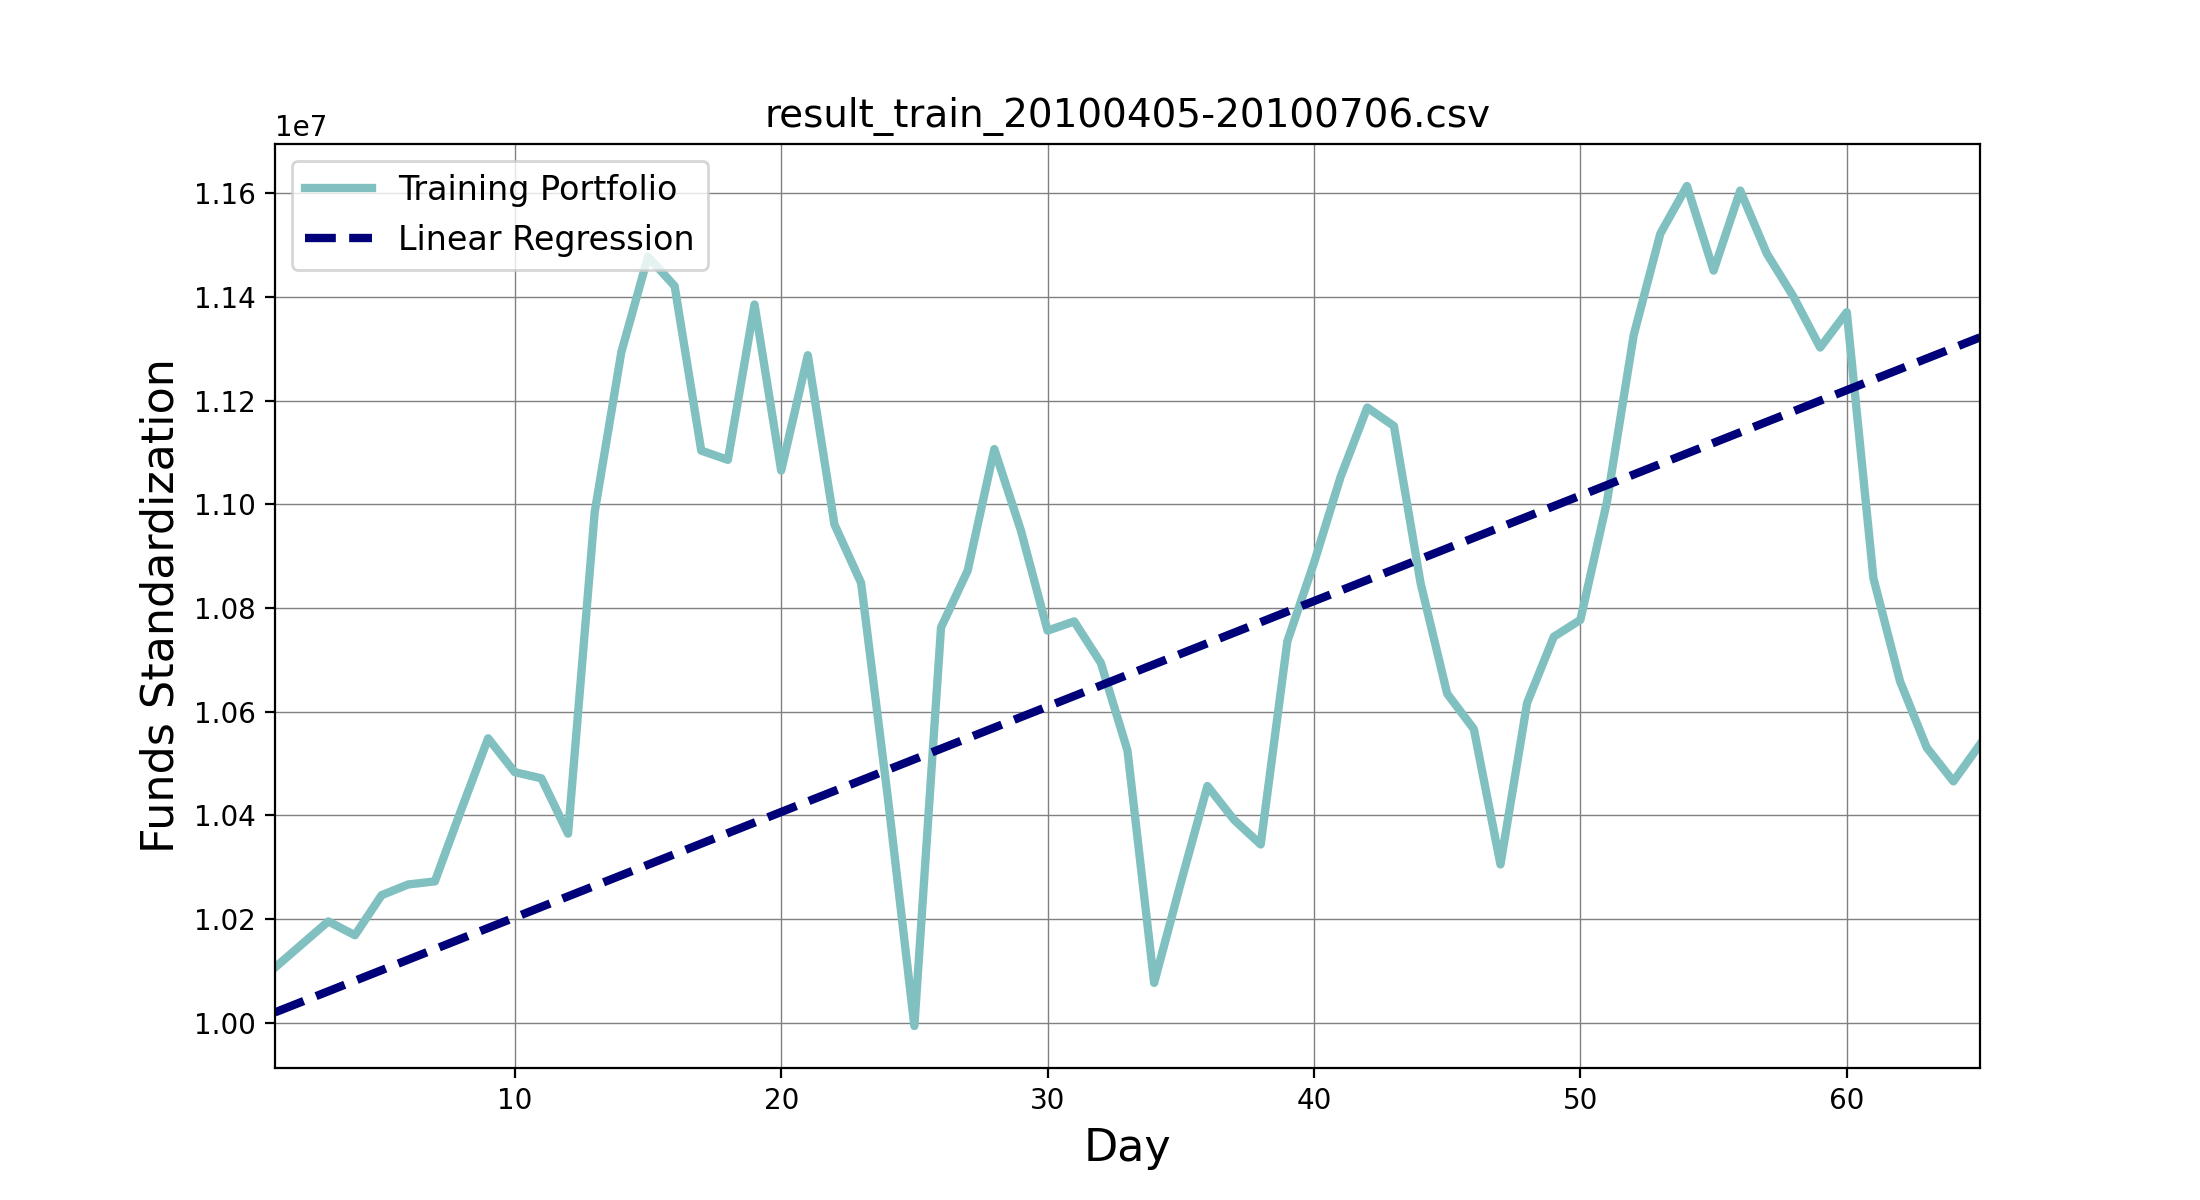 result_train_20100405-20100706.csv
1e7
Training Portfolio
Linear Regression
1.16
1.14
1.12
1.10
1.08
1.06
1.04
1.02
1.00
Funds Standardization
10 20 30 40 50 60
Day